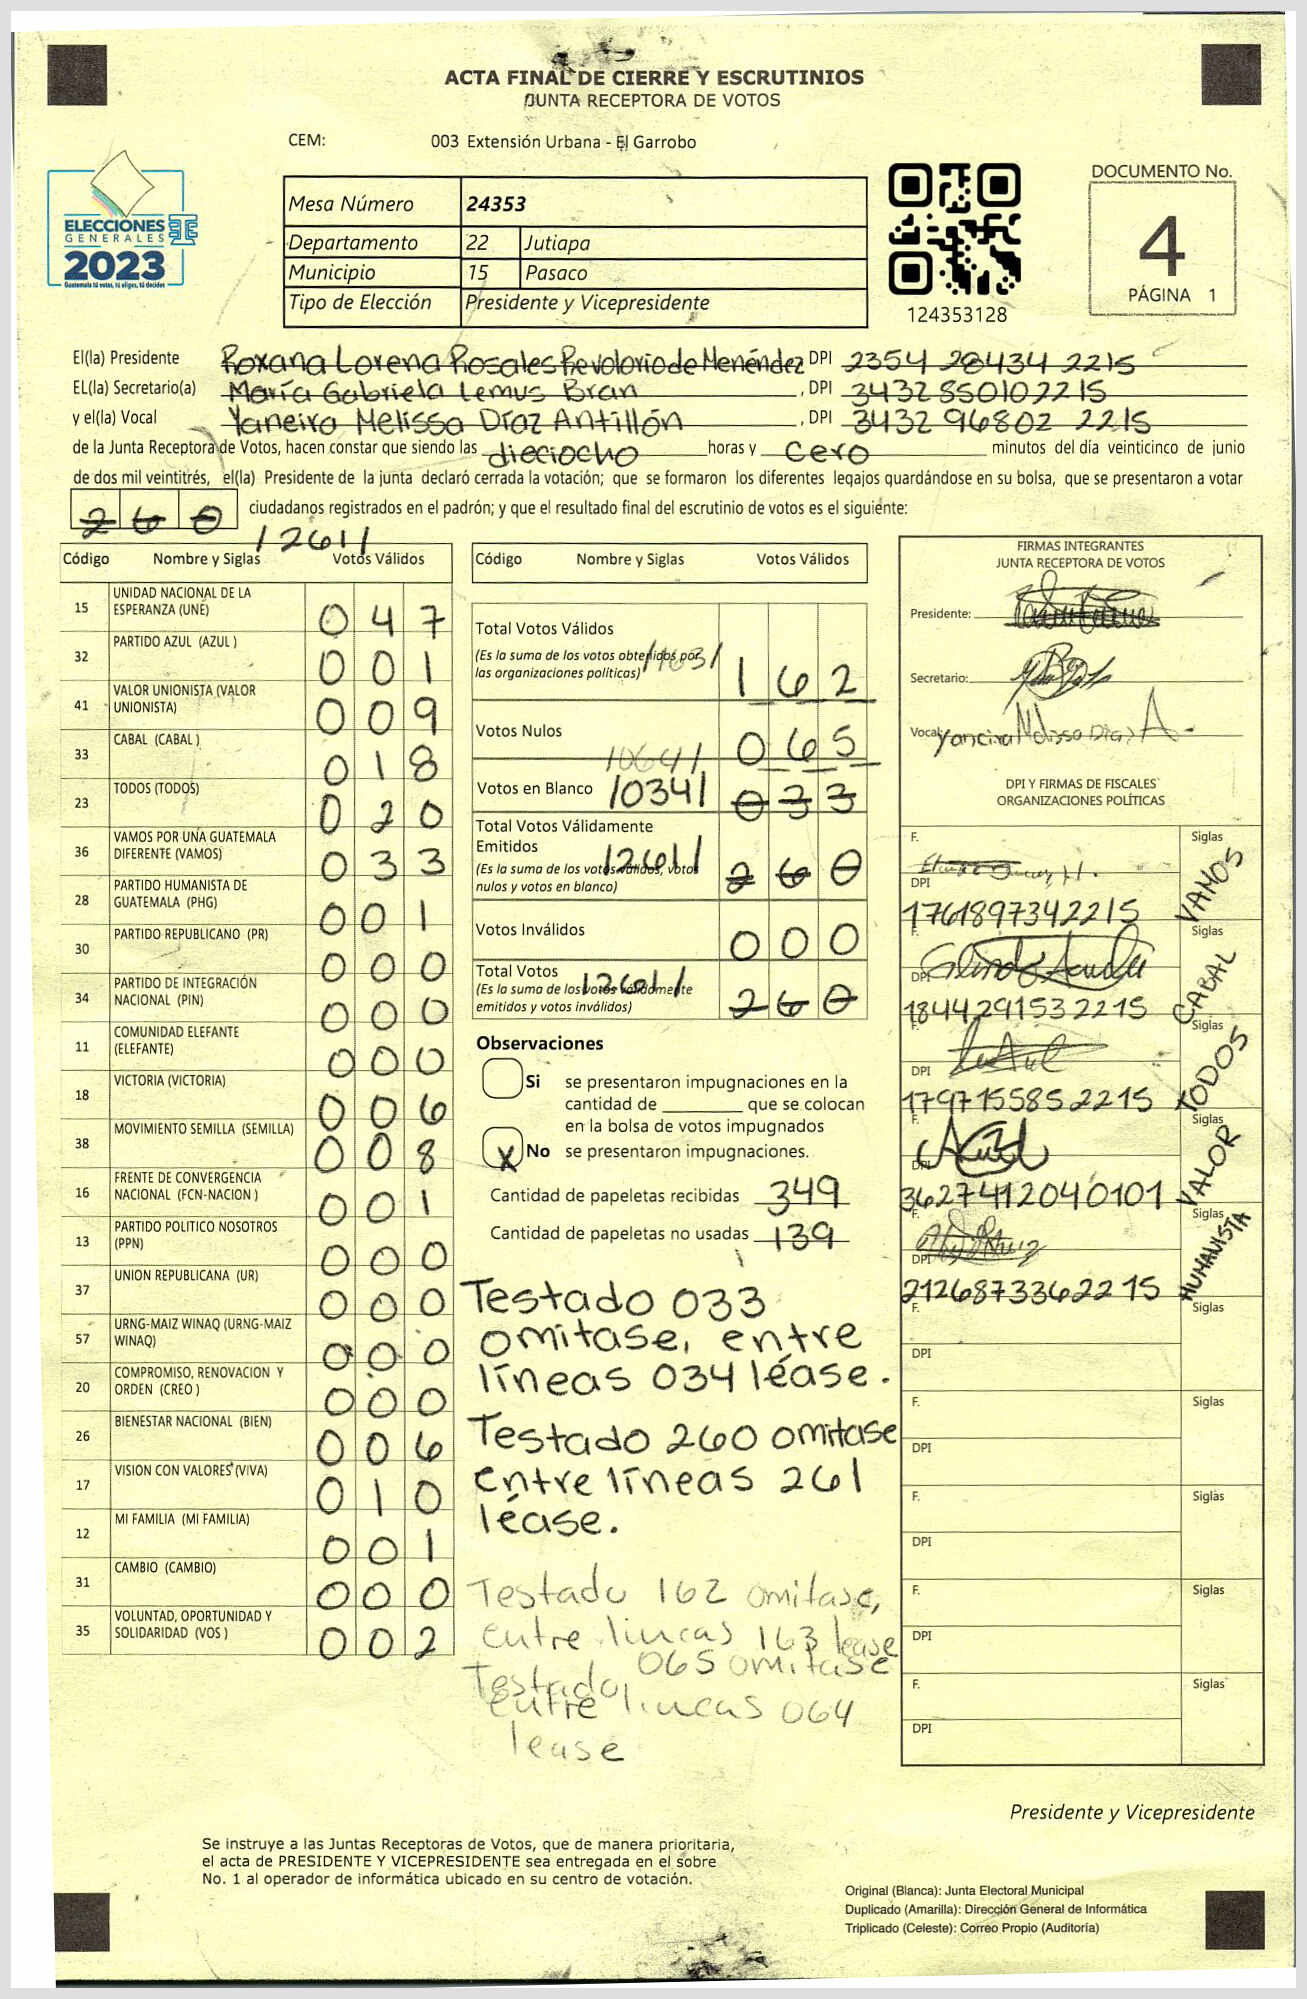 ACTA FINAL DE CIERRE Y ESCRUTINIOS
JUNTA RECEPTORA DE VOTOS
CEM: 003 Extensión Urbana - El Garrobo
ELECCIONES
GENERALES
2023
Guatemala tú votas, tú eliges, tú decides
Mesa Número 24353
Departamento 22 Jutiapa
Municipio 15 Pasaco
Tipo de Elección Presidente y Vicepresidente
124353128
DOCUMENTO No.
4
PÁGINA 1
El(la) Presidente Roxana Lorena Rosales Revolorio de Menéndez DPI 2354 28434 2215
EL(la) Secretario(a) María Gabriela Lemus Bran , DPI 3432 85010 2215
y el(la) Vocal Yaneira Melissa Díaz Antillón , DPI 3432 96802 2215
de la Junta Receptora de Votos, hacen constar que siendo las dieciocho horas y cero minutos del día veinticinco de junio
de dos mil veintitrés, el(la) Presidente de la junta declaró cerrada la votación; que se formaron los diferentes legajos guardándose en su bolsa, que se presentaron a votar
260 ciudadanos registrados en el padrón; y que el resultado final del escrutinio de votos es el siguiente:
/261/
Código Nombre y Siglas Votos Válidos
15 UNIDAD NACIONAL DE LA ESPERANZA (UNE) 047
32 PARTIDO AZUL (AZUL ) 001
41 VALOR UNIONISTA (VALOR UNIONISTA) 009
33 CABAL (CABAL ) 018
23 TODOS (TODOS) 020
36 VAMOS POR UNA GUATEMALA DIFERENTE (VAMOS) 033
28 PARTIDO HUMANISTA DE GUATEMALA (PHG) 001
30 PARTIDO REPUBLICANO (PR) 000
34 PARTIDO DE INTEGRACIÓN NACIONAL (PIN) 000
11 COMUNIDAD ELEFANTE (ELEFANTE) 000
18 VICTORIA (VICTORIA) 006
38 MOVIMIENTO SEMILLA (SEMILLA) 008
16 FRENTE DE CONVERGENCIA NACIONAL (FCN-NACION ) 001
13 PARTIDO POLITICO NOSOTROS (PPN) 000
37 UNION REPUBLICANA (UR) 000
57 URNG-MAIZ WINAQ (URNG-MAIZ WINAQ) 000
20 COMPROMISO, RENOVACION Y ORDEN (CREO ) 000
26 BIENESTAR NACIONAL (BIEN) 006
17 VISION CON VALORES (VIVA) 010
12 MI FAMILIA (MI FAMILIA) 001
31 CAMBIO (CAMBIO) 000
35 VOLUNTAD, OPORTUNIDAD Y SOLIDARIDAD (VOS ) 002
Código Nombre y Siglas Votos Válidos
Total Votos Válidos
(Es la suma de los votos obtenidos por
las organizaciones políticas) /163/ 162
Votos Nulos /064/ 065
Votos en Blanco /034/ 033
Total Votos Válidamente
Emitidos /261/ 260
(Es la suma de los votos válidos, votos
nulos y votos en blanco)
Votos Inválidos 000
Total Votos /261/ 260
(Es la suma de los votos válidamente
emitidos y votos inválidos)
Observaciones
Si se presentaron impugnaciones en la
cantidad de ________ que se colocan
en la bolsa de votos impugnados
X No se presentaron impugnaciones.
Cantidad de papeletas recibidas 349
Cantidad de papeletas no usadas 139
Testado 033
omitase, entre
líneas 034 léase.
Testado 260 omitase
entre líneas 261
léase.
Testado 162 omitase,
entre lineas 163 lease
Testado 065 omitase
entre lineas 064
lease
FIRMAS INTEGRANTES
JUNTA RECEPTORA DE VOTOS
Presidente:
Secretario:
Vocal: Yaneira Melissa Díaz A.
DPI Y FIRMAS DE FISCALES
ORGANIZACIONES POLÍTICAS
F. Siglas VAMOS
DPI 1761897342215
F. Siglas CABAL
DPI 1844291532215
F. Siglas TODOS
DPI 1797155852215
F. Siglas VALOR
DPI 3627412040101
F. Siglas HUMANISTA
DPI 2126873362215
F. Siglas
DPI
F. Siglas
DPI
F. Siglas
DPI
F. Siglas
DPI
F. Siglas
DPI
Presidente y Vicepresidente
Se instruye a las Juntas Receptoras de Votos, que de manera prioritaria,
el acta de PRESIDENTE Y VICEPRESIDENTE sea entregada en el sobre
No. 1 al operador de informática ubicado en su centro de votación.
Original (Blanca): Junta Electoral Municipal
Duplicado (Amarilla): Dirección General de Informática
Triplicado (Celeste): Correo Propio (Auditoría)